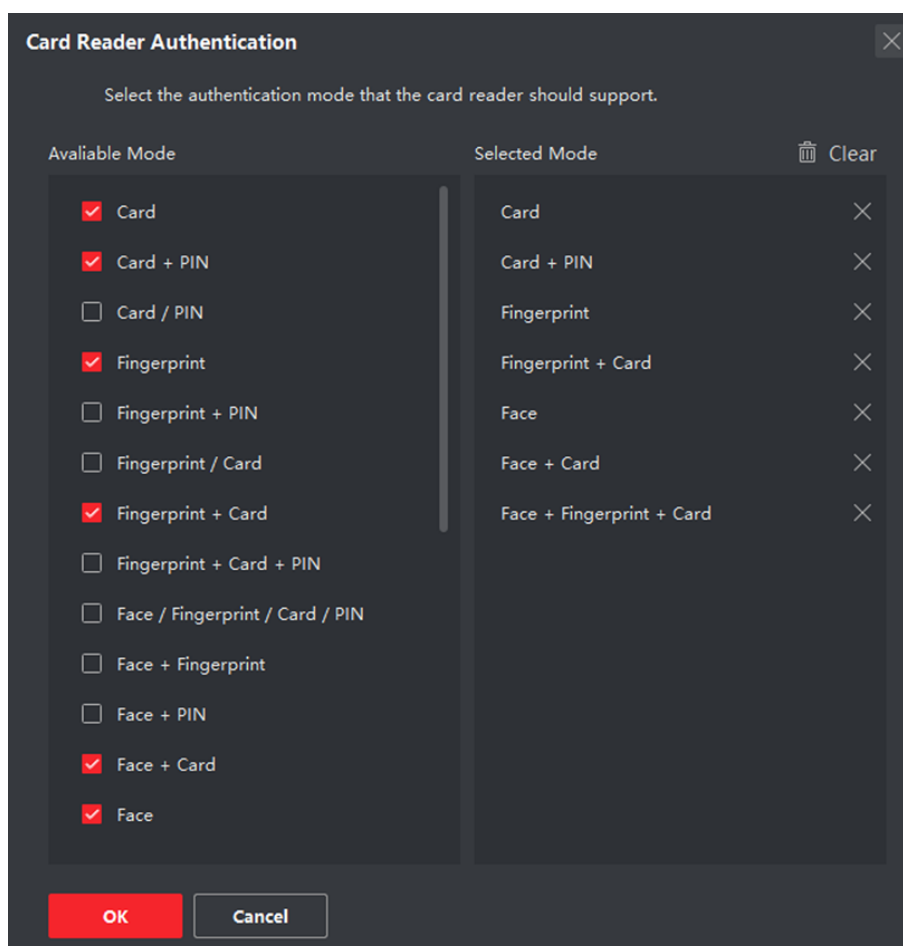 Card Reader Authentication
Select the authentication mode that the card reader should support.
Avaliable Mode
Card
Card + PIN
Card / PIN
Fingerprint
Fingerprint + PIN
Fingerprint / Card
Fingerprint + Card
Fingerprint + Card + PIN
Face / Fingerprint / Card / PIN
Face + Fingerprint
Face + PIN
Face + Card
Face
Selected Mode
Clear
Card
Card + PIN
Fingerprint
Fingerprint + Card
Face
Face + Card
Face + Fingerprint + Card
OK
Cancel